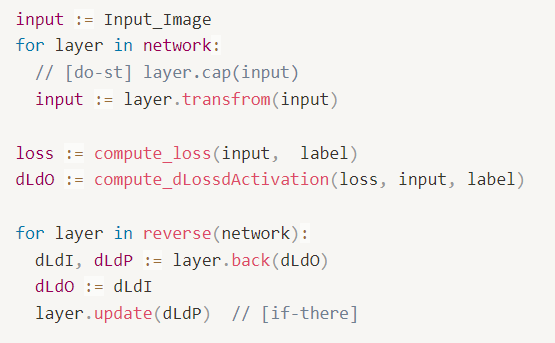 input := Input_Image
for layer in network:
// [do-st] layer.cap(input)
input := layer.transfrom(input)
loss := compute_loss(input, label)
dLdO := compute_dLossdActivation(loss, input, label)
for layer in reverse(network):
dLdI, dLdP := layer.back(dLdO)
dLdO := dLdI
layer.update(dLdP) // [if-there]